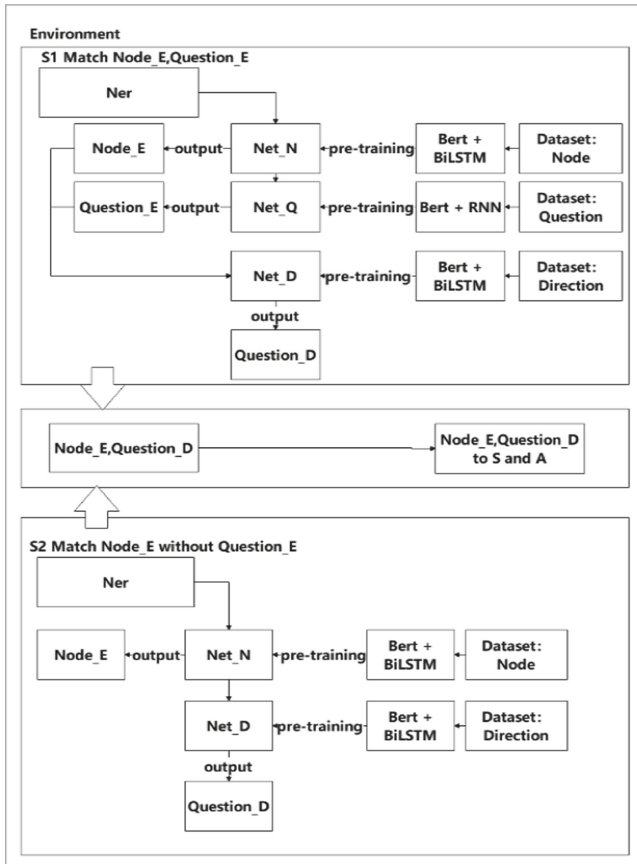 Environment
S1 Match Node_E,Question_E
Ner
Node_E
output
Net_N
pre-training
Bert +
BiLSTM
Dataset:
Node
Question_E
output
Net_Q
pre-training
Bert + RNN
Dataset:
Question
Net_D
pre-training
Bert +
BiLSTM
Dataset:
Direction
output
Question_D
Node_E,Question_D
Node_E,Question_D
to S and A
S2 Match Node_E without Question_E
Ner
Node_E
output
Net_N
pre-training
Bert +
BiLSTM
Dataset:
Node
Net_D
pre-training
Bert +
BiLSTM
Dataset:
Direction
output
Question_D